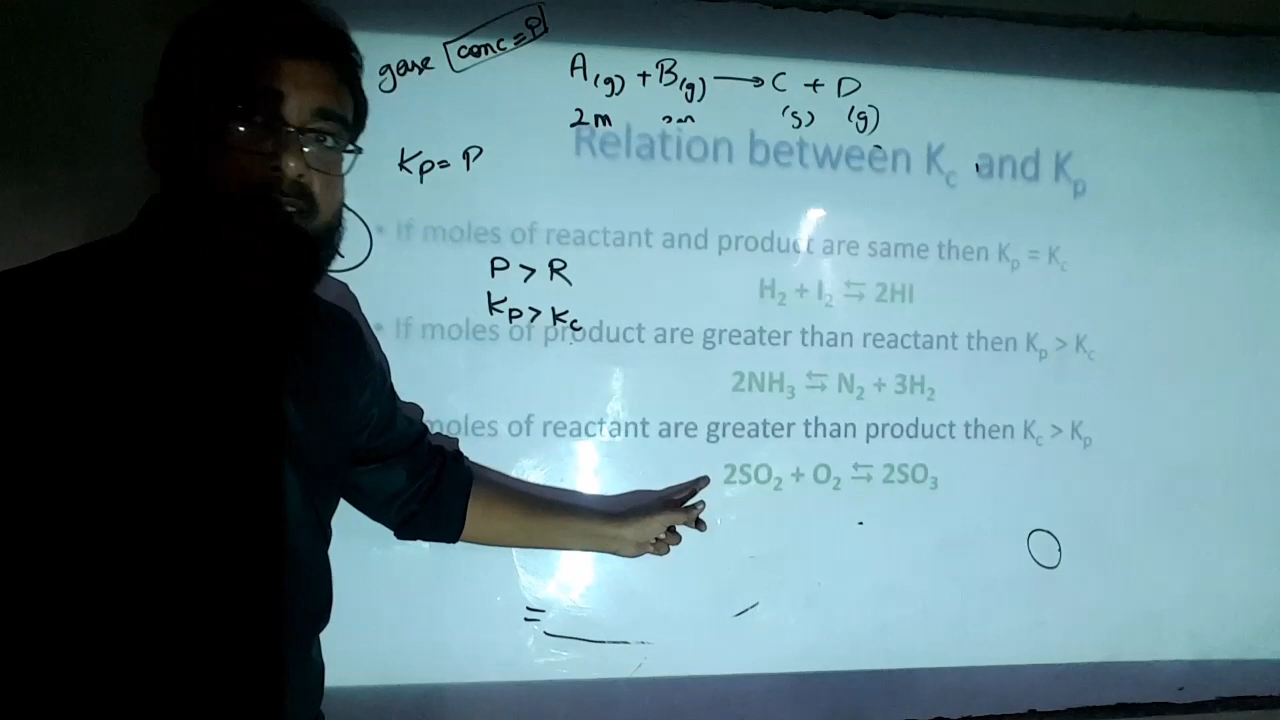 gase conc = P
A(g) + B(g) → C + D
2m (s) (g)
Relation between Kc and Kp
Kp = P
• If moles of reactant and product are same then Kp = Kc
P > R
H₂ + I₂ ⇆ 2HI
Kp > Kc
• If moles of product are greater than reactant then Kp > Kc
2NH₃ ⇆ N₂ + 3H₂
moles of reactant are greater than product then Kc > Kp
2SO₂ + O₂ ⇆ 2SO₃
=